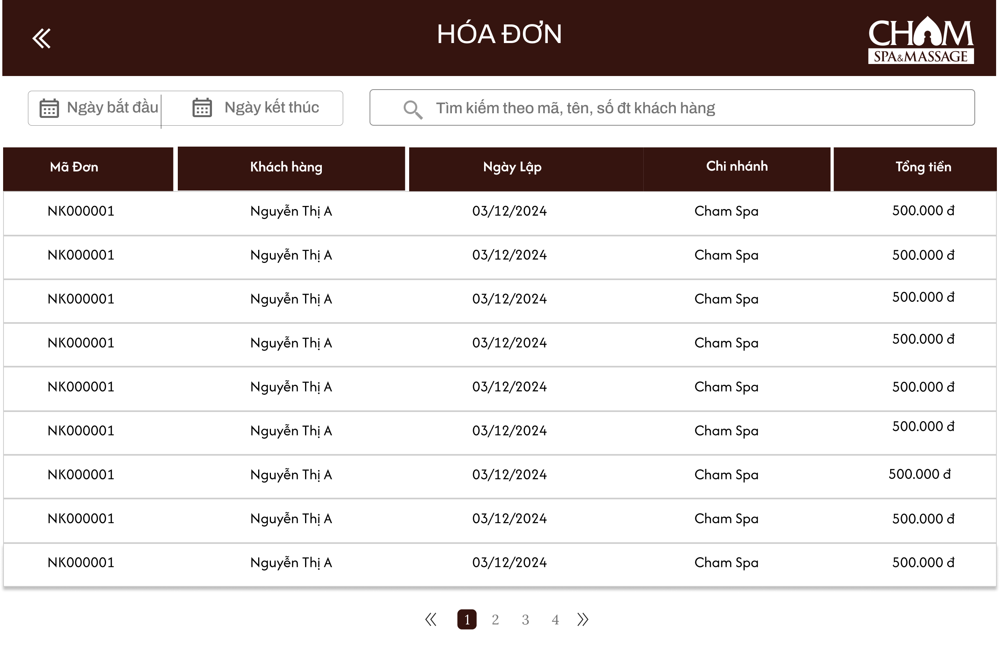 HÓA ĐƠN
CHAM
SPA&MASSAGE
Ngày bắt đầu Ngày kết thúc Tìm kiếm theo mã, tên, số đt khách hàng
Mã Đơn Khách hàng Ngày Lập Chi nhánh Tổng tiền
NK000001 Nguyễn Thị A 03/12/2024 Cham Spa 500.000 đ
NK000001 Nguyễn Thị A 03/12/2024 Cham Spa 500.000 đ
NK000001 Nguyễn Thị A 03/12/2024 Cham Spa 500.000 đ
NK000001 Nguyễn Thị A 03/12/2024 Cham Spa 500.000 đ
NK000001 Nguyễn Thị A 03/12/2024 Cham Spa 500.000 đ
NK000001 Nguyễn Thị A 03/12/2024 Cham Spa 500.000 đ
NK000001 Nguyễn Thị A 03/12/2024 Cham Spa 500.000 đ
NK000001 Nguyễn Thị A 03/12/2024 Cham Spa 500.000 đ
NK000001 Nguyễn Thị A 03/12/2024 Cham Spa 500.000 đ
1 2 3 4